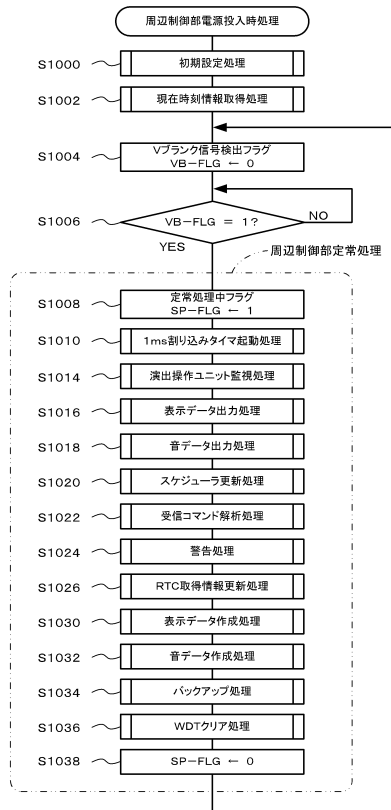 周辺制御部電源投入時処理
S1000 初期設定処理
S1002 現在時刻情報取得処理
S1004 Vブランク信号検出フラグ
VB-FLG ← 0
S1006 VB-FLG = 1?
NO
YES
周辺制御部定常処理
S1008 定常処理中フラグ
SP-FLG ← 1
S1010 1ms割り込みタイマ起動処理
S1014 演出操作ユニット監視処理
S1016 表示データ出力処理
S1018 音データ出力処理
S1020 スケジューラ更新処理
S1022 受信コマンド解析処理
S1024 警告処理
S1026 RTC取得情報更新処理
S1030 表示データ作成処理
S1032 音データ作成処理
S1034 バックアップ処理
S1036 WDTクリア処理
S1038 SP-FLG ← 0